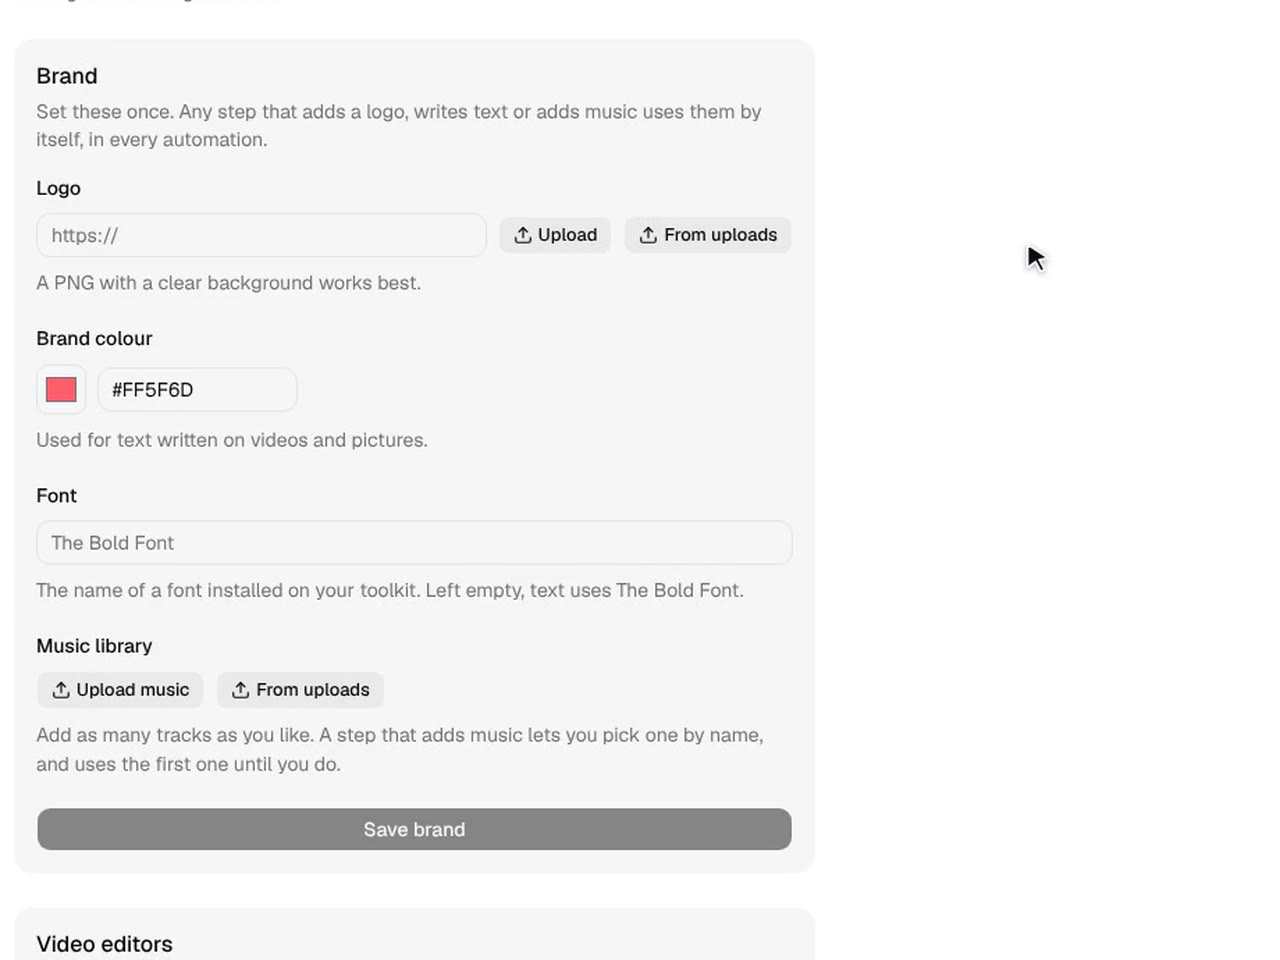 Brand
Set these once. Any step that adds a logo, writes text or adds music uses them by
itself, in every automation.
Logo
https://
Upload
From uploads
A PNG with a clear background works best.
Brand colour
#FF5F6D
Used for text written on videos and pictures.
Font
The Bold Font
The name of a font installed on your toolkit. Left empty, text uses The Bold Font.
Music library
Upload music
From uploads
Add as many tracks as you like. A step that adds music lets you pick one by name,
and uses the first one until you do.
Save brand
Video editors